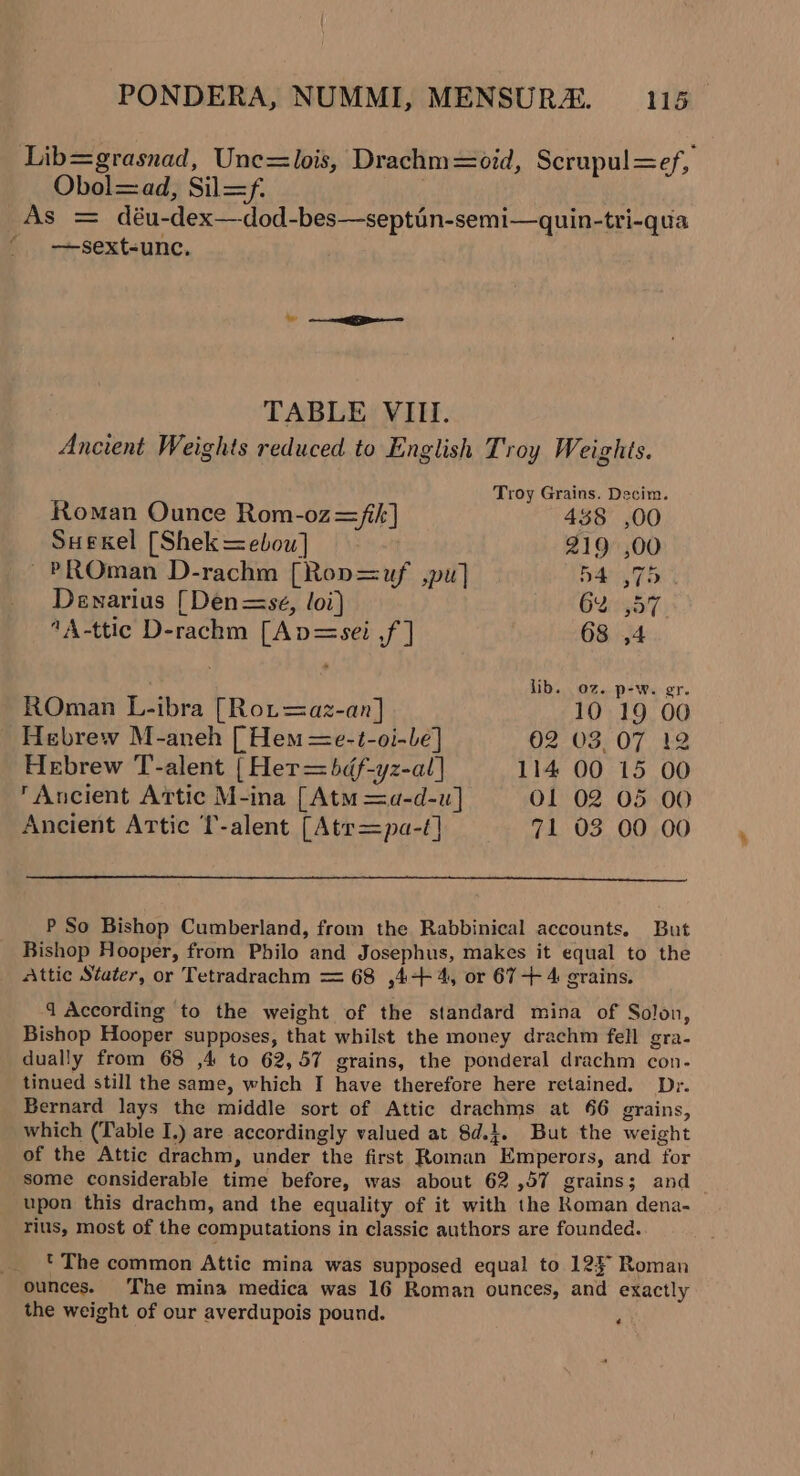 PONDERA, NUMMI, MENSURÆ. 115
Lib=grasnad, Unc=lois, Drachm=oid, Scrupul=ef,
Obol=ad, Sil=f.
As = dēu-dex—dod-bes—septūn-semi—quin-tri-qua
—sext-unc.
TABLE VIII.
Ancient Weights reduced to English Troy Weights.
Troy Grains. Decim.
Roman Ounce Rom-oz=fik] 438 ,00
SHEKEL [Shek=ebou] 219 ,00
ᵖROman D-rachm [ROD=uf ,pu] 54 ,75
DENarius [Dēn=sé, loi) 62 ,57
ᑫA-ttic D-rachm [AD=sei ,f] 68 ,4
lib. oz. p-w. gr.
ROman L-ibra [ROL=az-an] 10 19 00
HEbrew M-aneh [HEM=e-t-oi-be] 02 03 07 12
HEbrew T-alent [HET=bdf-yz-al] 114 00 15 00
ʳAncient ATtic M-ina [ATM=a-d-u] 01 02 05 00
Ancient ATtic T-alent [ATT=pa-t] 71 03 00 00
ᵖ So Bishop Cumberland, from the Rabbinical accounts. But
Bishop Hooper, from Philo and Josephus, makes it equal to the
Attic Stater, or Tetradrachm = 68 ,4+4, or 67+4 grains.
ᑫ According to the weight of the standard mina of Solon,
Bishop Hooper supposes, that whilst the money drachm fell gra-
dually from 68 ,4 to 62,57 grains, the ponderal drachm con-
tinued still the same, which I have therefore here retained. Dr.
Bernard lays the middle sort of Attic drachms at 66 grains,
which (Table I.) are accordingly valued at 8d.¼. But the weight
of the Attic drachm, under the first Roman Emperors, and for
some considerable time before, was about 62 ,57 grains; and
upon this drachm, and the equality of it with the Roman dena-
rius, most of the computations in classic authors are founded.
ʳ The common Attic mina was supposed equal to Roman
ounces. The mina medica was 16 Roman ounces, and exactly
the weight of our averdupois pound.